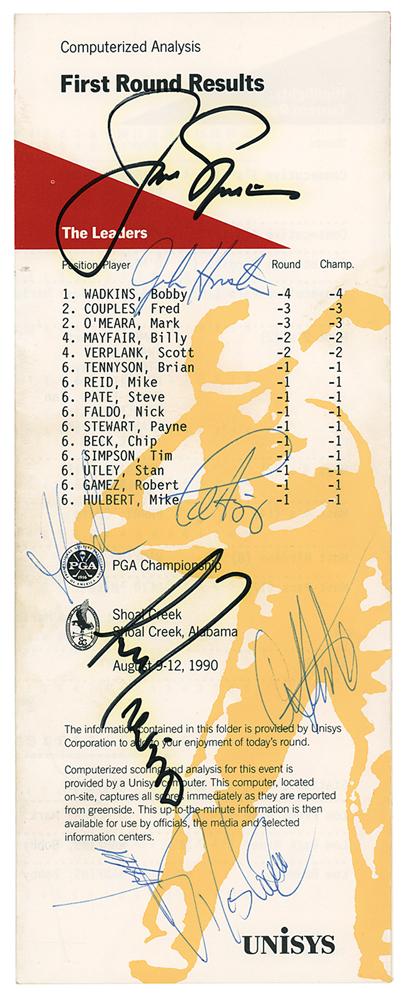 Computerized Analysis
First Round Results
The Leaders
Position/Player Round Champ.
1. WADKINS, Bobby -4 -4
2. COUPLES, Fred -3 -3
2. O'MEARA, Mark -3 -3
4. MAYFAIR, Billy -2 -2
4. VERPLANK, Scott -2 -2
6. TENNYSON, Brian -1 -1
6. REID, Mike -1 -1
6. PATE, Steve -1 -1
6. FALDO, Nick -1 -1
6. STEWART, Payne -1 -1
6. BECK, Chip -1 -1
6. SIMPSON, Tim -1 -1
6. UTLEY, Stan -1 -1
6. GAMEZ, Robert -1 -1
6. HULBERT, Mike -1 -1
PGA
PGA Championship
Shoal Creek
Shoal Creek, Alabama
August 9-12, 1990
The information contained in this folder is provided by Unisys
Corporation to add to your enjoyment of today's round.
Computerized scoring and analysis for this event is
provided by a Unisys computer. This computer, located
on-site, captures all scores immediately as they are reported
from greenside. This up-to-the-minute information is then
available for use by officials, the media and selected
information centers.
UNISYS